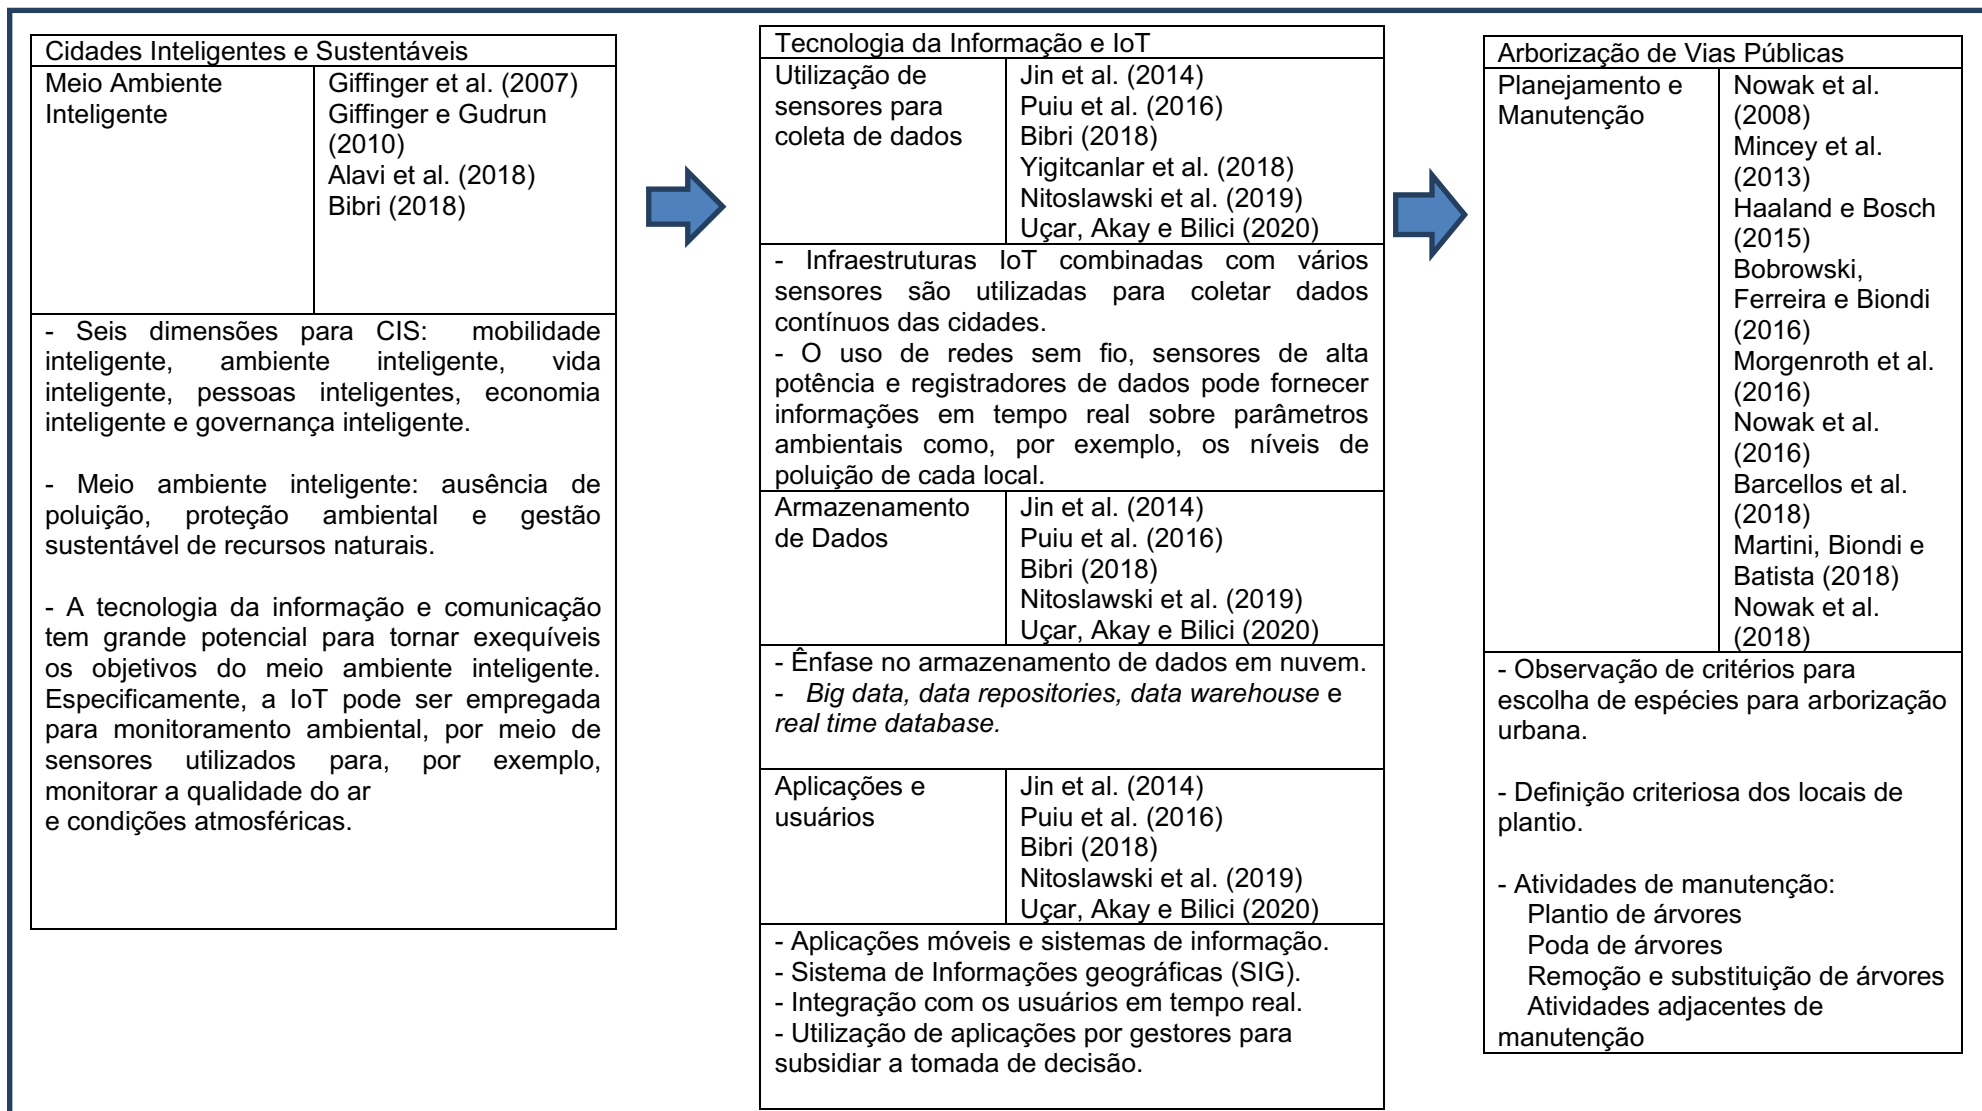 Cidades Inteligentes e Sustentáveis
Meio Ambiente
Inteligente
Giffinger et al. (2007)
Giffinger e Gudrun
(2010)
Alavi et al. (2018)
Bibri (2018)
- Seis dimensões para CIS: mobilidade
inteligente, ambiente inteligente, vida
inteligente, pessoas inteligentes, economia
inteligente e governança inteligente.
- Meio ambiente inteligente: ausência de
poluição, proteção ambiental e gestão
sustentável de recursos naturais.
- A tecnologia da informação e comunicação
tem grande potencial para tornar exequíveis
os objetivos do meio ambiente inteligente.
Especificamente, a IoT pode ser empregada
para monitoramento ambiental, por meio de
sensores utilizados para, por exemplo,
monitorar a qualidade do ar
e condições atmosféricas.
Tecnologia da Informação e IoT
Utilização de
sensores para
coleta de dados
Jin et al. (2014)
Puiu et al. (2016)
Bibri (2018)
Yigitcanlar et al. (2018)
Nitoslawski et al. (2019)
Uçar, Akay e Bilici (2020)
- Infraestruturas IoT combinadas com vários
sensores são utilizadas para coletar dados
contínuos das cidades.
- O uso de redes sem fio, sensores de alta
potência e registradores de dados pode fornecer
informações em tempo real sobre parâmetros
ambientais como, por exemplo, os níveis de
poluição de cada local.
Armazenamento
de Dados
Jin et al. (2014)
Puiu et al. (2016)
Bibri (2018)
Nitoslawski et al. (2019)
Uçar, Akay e Bilici (2020)
- Ênfase no armazenamento de dados em nuvem.
- Big data, data repositories, data warehouse e
real time database.
Aplicações e
usuários
Jin et al. (2014)
Puiu et al. (2016)
Bibri (2018)
Nitoslawski et al. (2019)
Uçar, Akay e Bilici (2020)
- Aplicações móveis e sistemas de informação.
- Sistema de Informações geográficas (SIG).
- Integração com os usuários em tempo real.
- Utilização de aplicações por gestores para
subsidiar a tomada de decisão.
Arborização de Vias Públicas
Planejamento e
Manutenção
Nowak et al.
(2008)
Mincey et al.
(2013)
Haaland e Bosch
(2015)
Bobrowski,
Ferreira e Biondi
(2016)
Morgenroth et al.
(2016)
Nowak et al.
(2016)
Barcellos et al.
(2018)
Martini, Biondi e
Batista (2018)
Nowak et al.
(2018)
- Observação de critérios para
escolha de espécies para arborização
urbana.
- Definição criteriosa dos locais de
plantio.
- Atividades de manutenção:
Plantio de árvores
Poda de árvores
Remoção e substituição de árvores
Atividades adjacentes de
manutenção